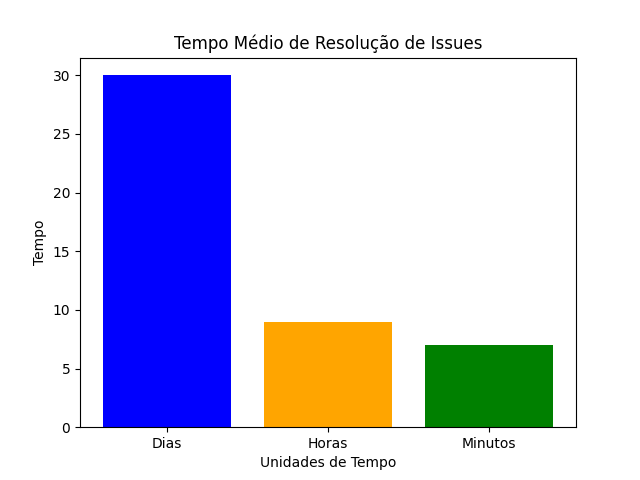 Tempo Médio de Resolução de Issues
30
25
20
15
10
5
0
Tempo
Dias Horas Minutos
Unidades de Tempo